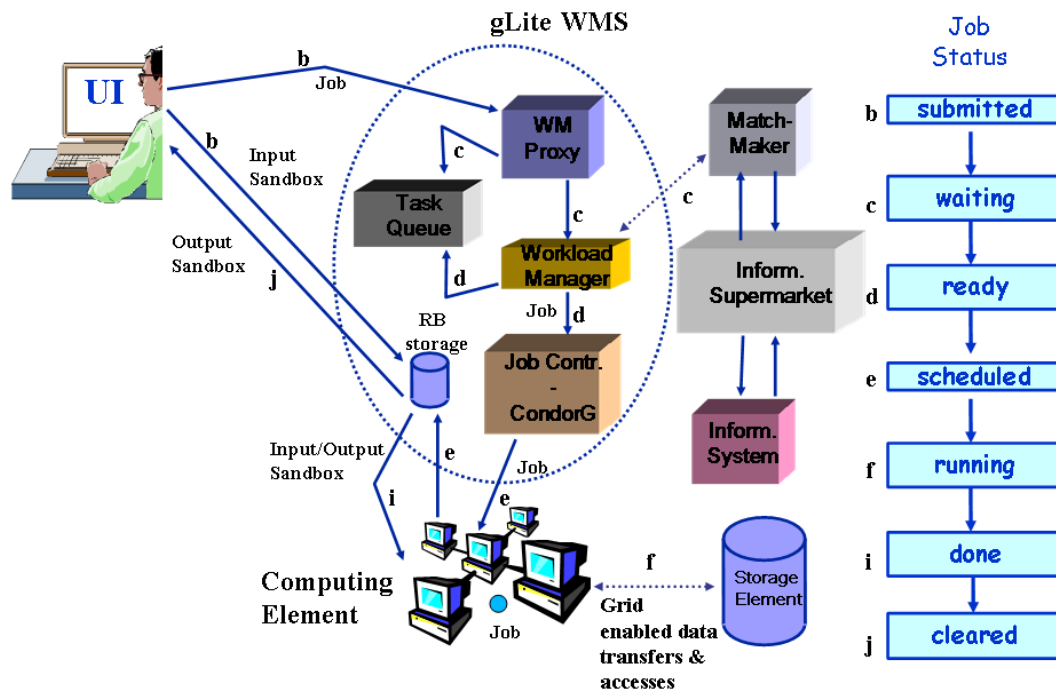 gLite WMS
Job
Status
b
Job
UI
WM
Proxy
Match-
Maker
b
submitted
b
Input
Sandbox
c
Task
Queue
c
c
c
waiting
Output
Sandbox
j
d
Workload
Manager
Inform.
Supermarket
d
ready
RB
storage
Job
d
Job Contr.
-
CondorG
e
scheduled
Input/Output
Sandbox
e
Job
Inform.
System
f
running
i
e
Computing
Element
f
Storage
Element
i
done
Job
Grid
enabled data
transfers &
accesses
j
cleared